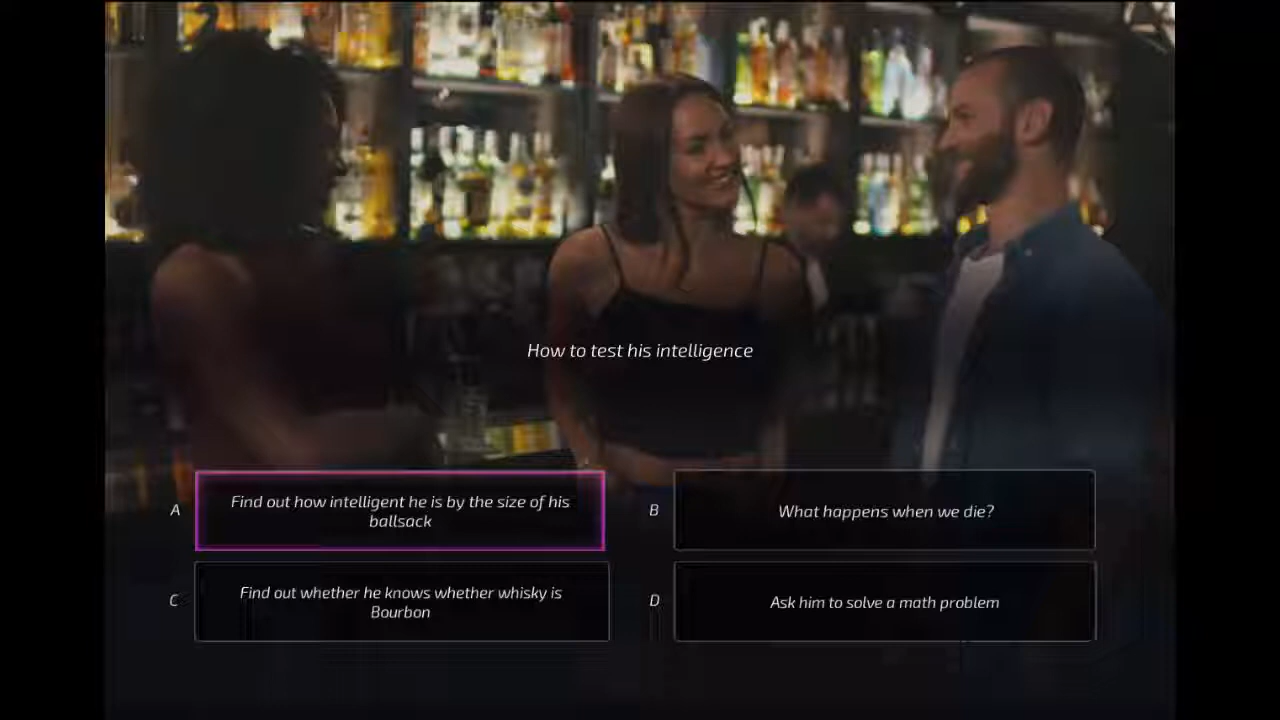 How to test his intelligence
A
Find out how intelligent he is by the size of his
ballsack
B
What happens when we die?
C
Find out whether he knows whether whisky is
Bourbon
D
Ask him to solve a math problem